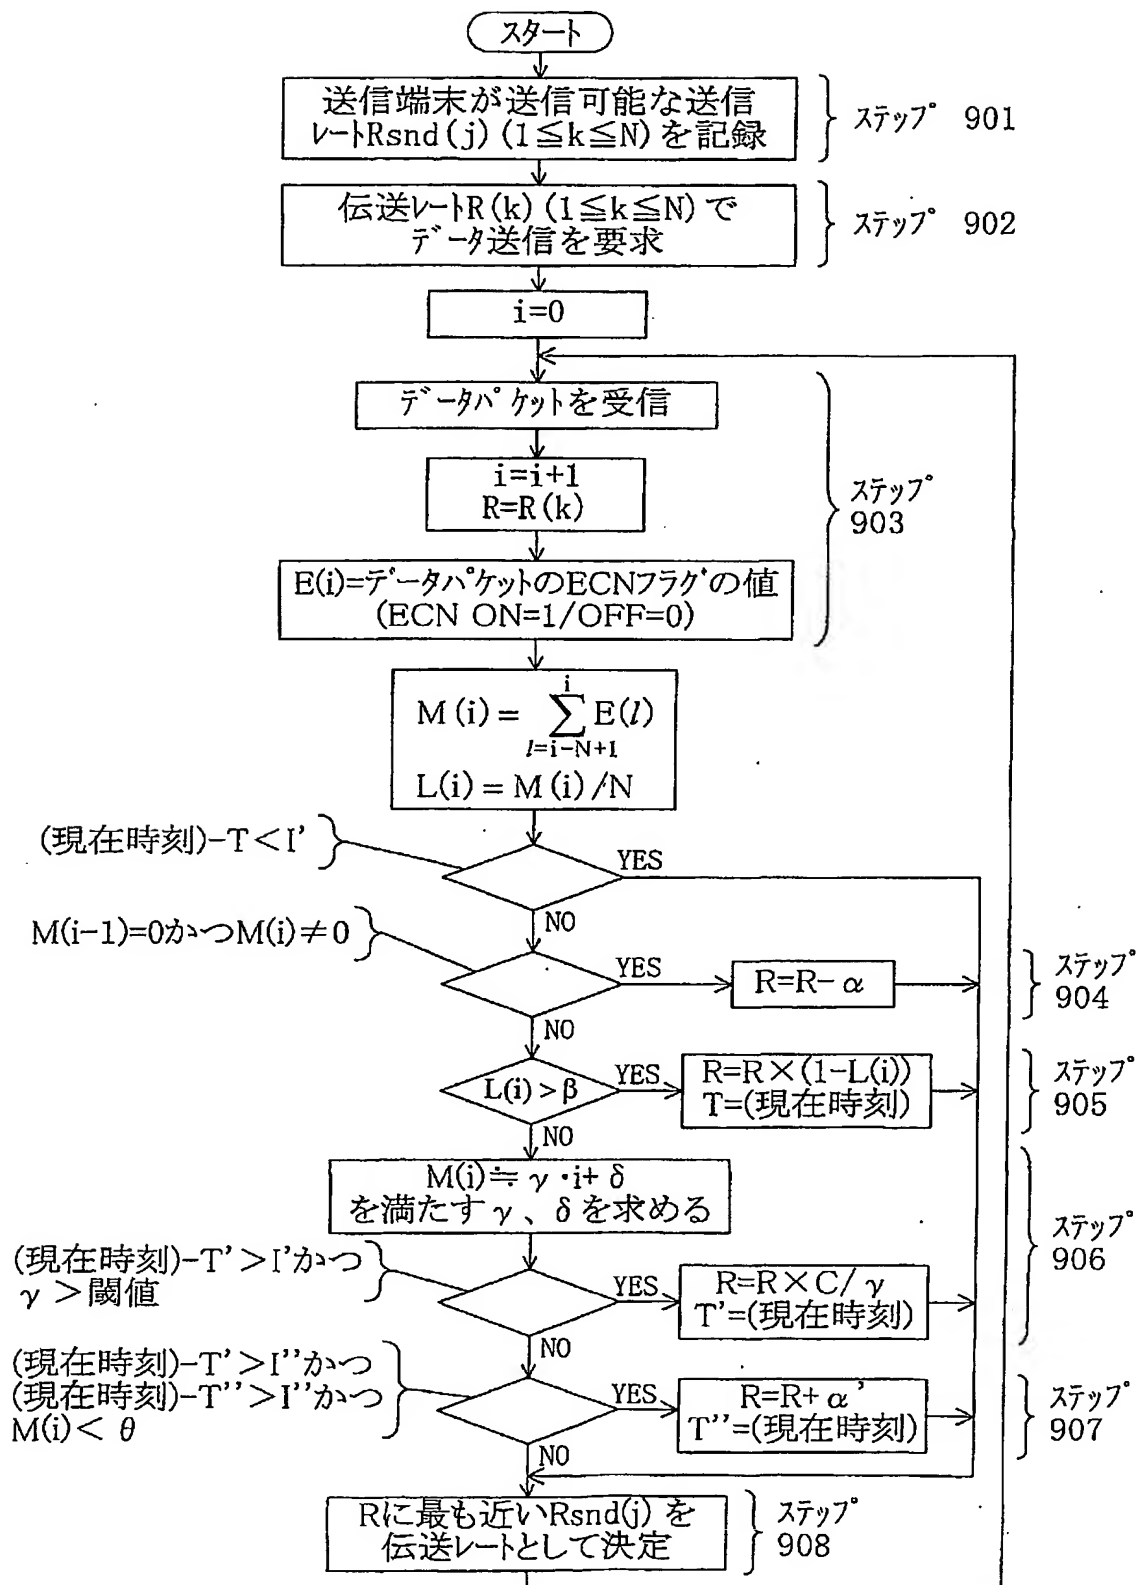 スタート
送信端末が送信可能な送信
レートRsnd(j)(1≦k≦N)を記録
ステップ 901
伝送レートR(k)(1≦k≦N)で
データ送信を要求
ステップ 902
i=0
データパケットを受信
i=i+1
R=R(k)
ステップ
903
E(i)=データパケットのECNフラグの値
(ECN ON=1/OFF=0)
M(i)= i Σ l=i-N+1 E(l)
L(i)=M(i)/N
(現在時刻)-T<I'
YES
NO
M(i-1)=0かつM(i)≠0
YES
R=R-α
ステップ
904
NO
L(i)>β
YES
R=R×(1-L(i))
T=(現在時刻)
ステップ
905
NO
M(i)≒γ・i+δ
を満たすγ、δを求める
ステップ
906
(現在時刻)-T'>I'かつ
γ>閾値
YES
R=R×C/γ
T'=(現在時刻)
NO
(現在時刻)-T'>I''かつ
(現在時刻)-T''>I''かつ
M(i)<θ
YES
R=R+α'
T''=(現在時刻)
ステップ
907
NO
Rに最も近いRsnd(j)を
伝送レートとして決定
ステップ
908